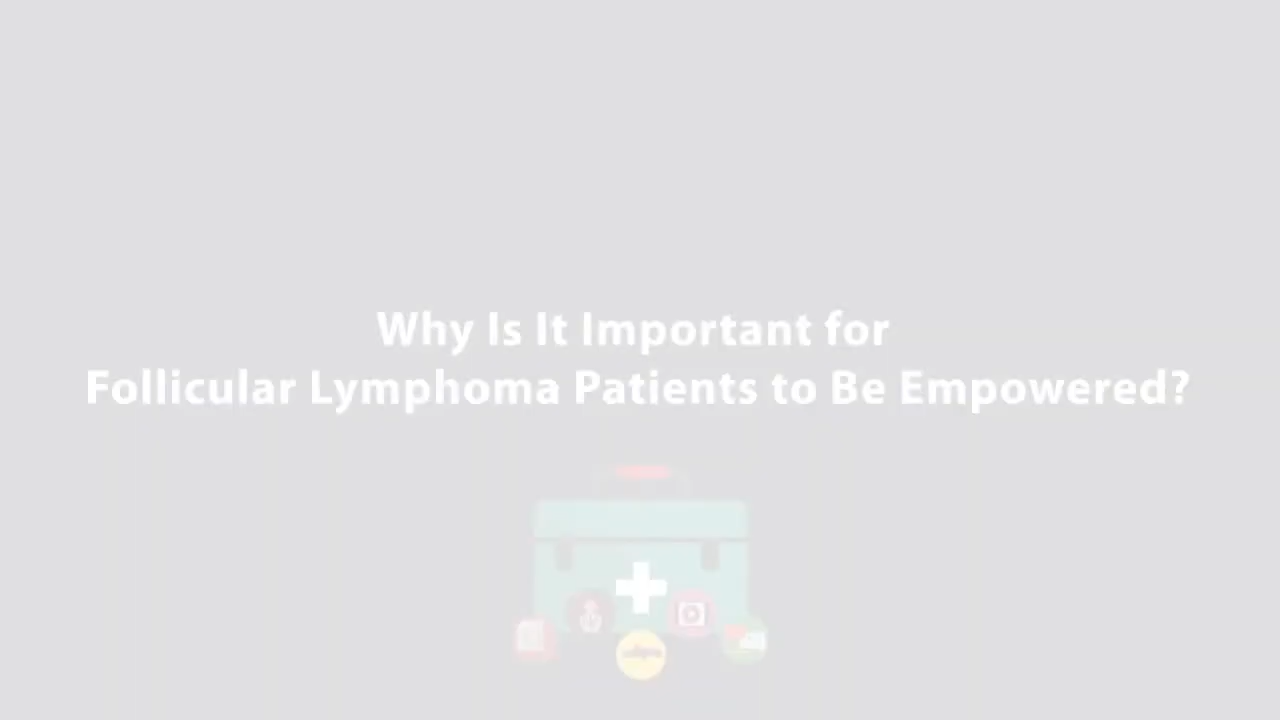 Why Is It Important for
Follicular Lymphoma Patients to Be Empowered?